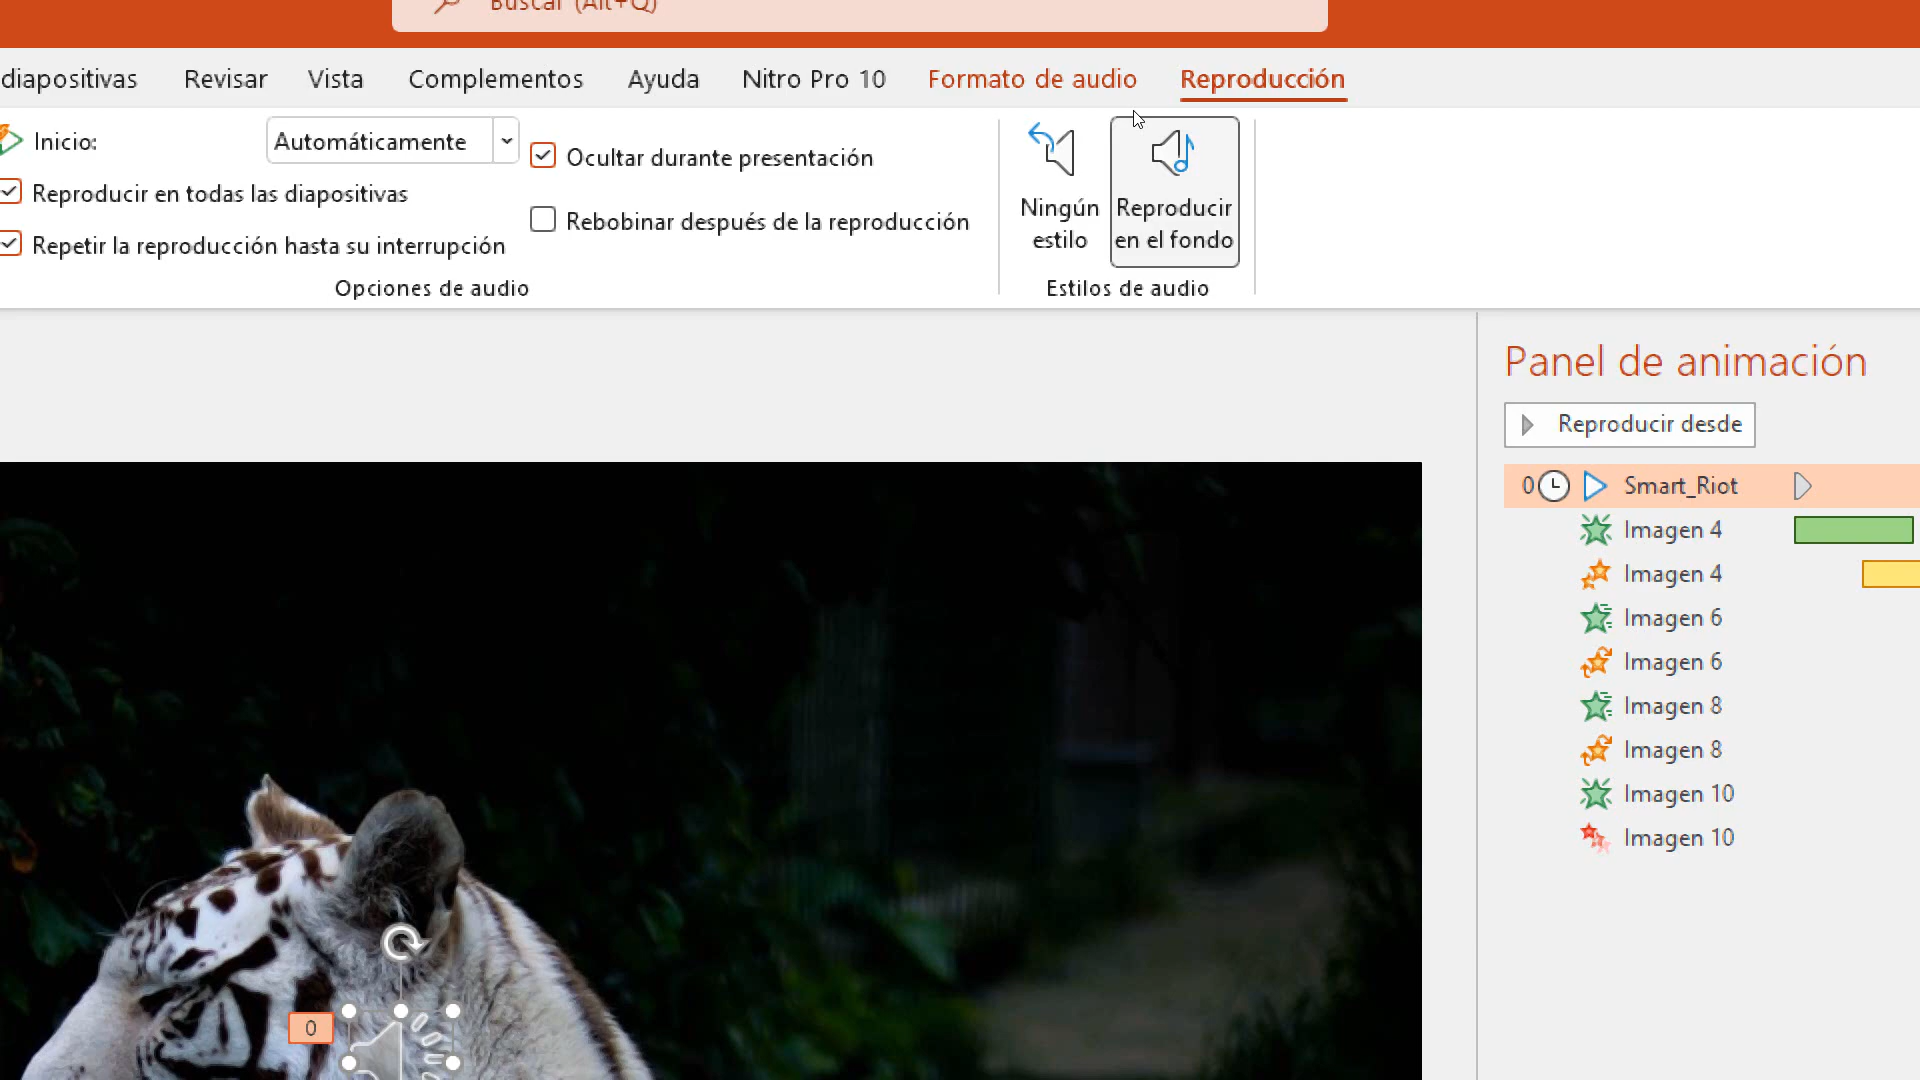 Buscar (Alt+Q)
diapositivas Revisar Vista Complementos Ayuda Nitro Pro 10 Formato de audio Reproducción
Inicio: Automáticamente
Ocultar durante presentación
Reproducir en todas las diapositivas
Rebobinar después de la reproducción
Repetir la reproducción hasta su interrupción
Opciones de audio
Ningún
estilo
Reproducir
en el fondo
Estilos de audio
Panel de animación
Reproducir desde
0 Smart_Riot
Imagen 4
Imagen 4
Imagen 6
Imagen 6
Imagen 8
Imagen 8
Imagen 10
Imagen 10
0